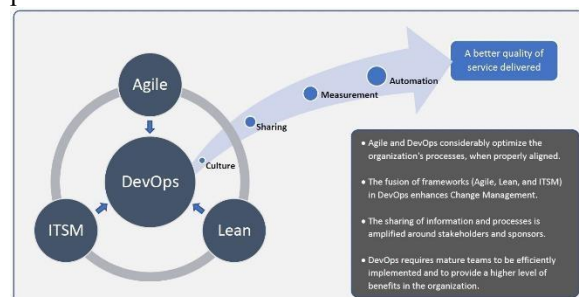 Agile
DevOps
ITSM
Lean
Culture
Sharing
Measurement
Automation
A better quality of
service delivered
• Agile and DevOps considerably optimize the
organization's processes, when properly aligned.
• The fusion of frameworks (Agile, Lean, and ITSM)
in DevOps enhances Change Management.
• The sharing of information and processes is
amplified around stakeholders and sponsors.
• DevOps requires mature teams to be efficiently
implemented and to provide a higher level of
benefits in the organization.